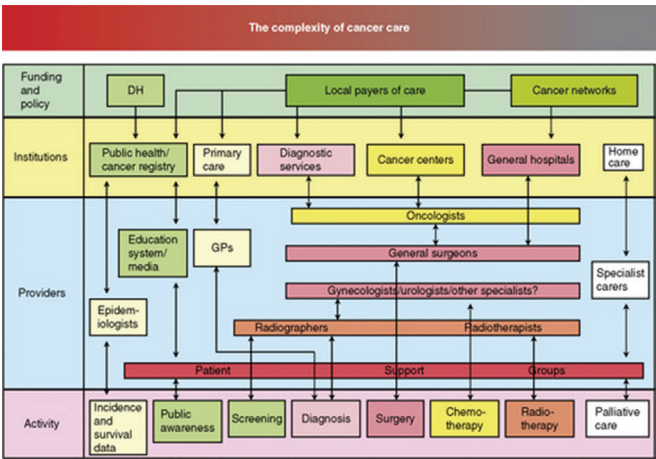 The complexity of cancer care
Funding
and
policy
DH
Local payers of care
Cancer networks
Institutions
Public health/
cancer registry
Primary
care
Diagnostic
services
Cancer centers
General hospitals
Home
care
Providers
Oncologists
Education
system/
media
GPs
General surgeons
Specialist
carers
Gynecologists/urologists/other specialists?
Epidem-
iologists
Radiographers
Radiotherapists
Patient Support Groups
Activity
Incidence
and
survival
data
Public
awareness
Screening
Diagnosis
Surgery
Chemo-
therapy
Radio-
therapy
Palliative
care